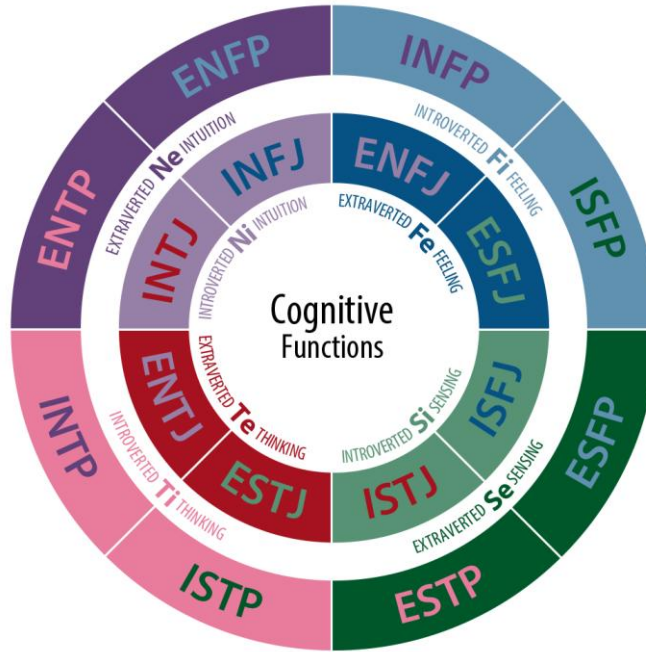 ENFP
INFP
ENTP
ISFP
EXTRAVERTED Ne INTUITION
INTROVERTED Fi FEELING
INFJ
ENFJ
INTJ
ESFJ
INTROVERTED Ni INTUITION
EXTRAVERTED Fe FEELING
Cognitive
Functions
EXTRAVERTED Te THINKING
INTROVERTED Si SENSING
ENTJ
ISFJ
ESTJ
ISTJ
INTROVERTED Ti THINKING
EXTRAVERTED Se SENSING
INTP
ESFP
ISTP
ESTP